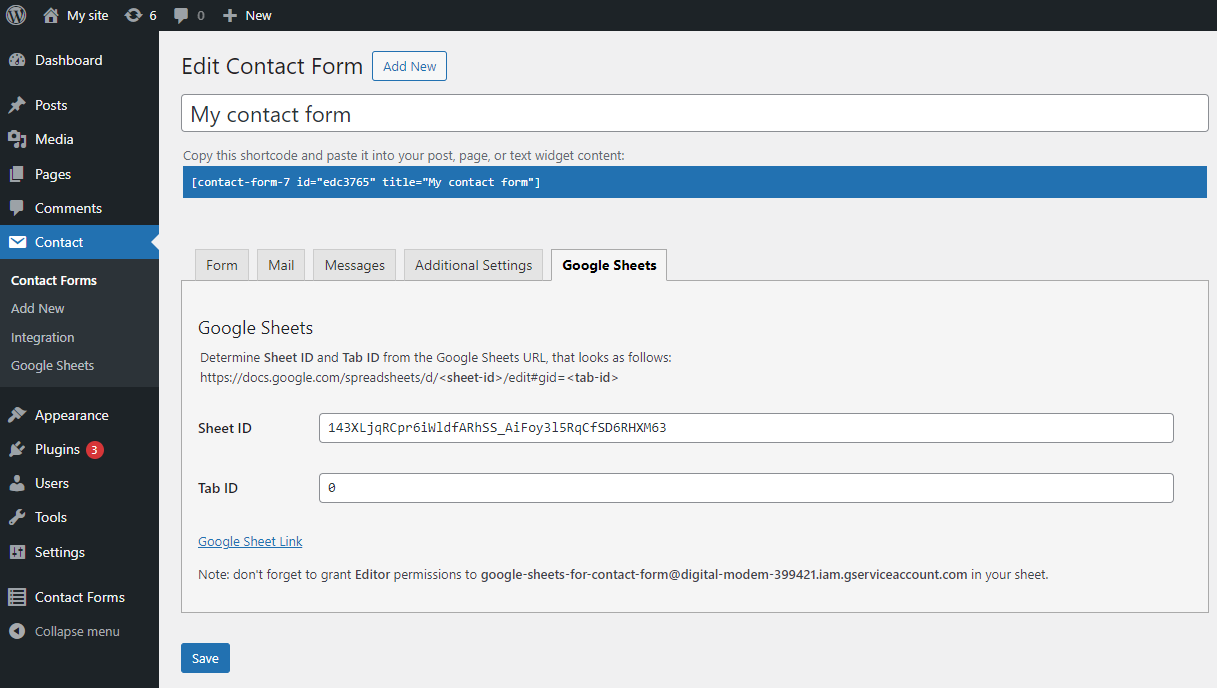 My site 6 0 New
Dashboard
Posts
Media
Pages
Comments
Contact
Contact Forms
Add New
Integration
Google Sheets
Appearance
Plugins 3
Users
Tools
Settings
Contact Forms
Collapse menu
Edit Contact Form Add New
My contact form
Copy this shortcode and paste it into your post, page, or text widget content:
[contact-form-7 id="edc3765" title="My contact form"]
Form Mail Messages Additional Settings Google Sheets
Google Sheets
Determine Sheet ID and Tab ID from the Google Sheets URL, that looks as follows:
https://docs.google.com/spreadsheets/d/<sheet-id>/edit#gid=<tab-id>
Sheet ID 143XLjqRCpr6iWldfARhSS_AiFoy3l5RqCfSD6RHXM63
Tab ID 0
Google Sheet Link
Note: don't forget to grant Editor permissions to google-sheets-for-contact-form@digital-modem-399421.iam.gserviceaccount.com in your sheet.
Save